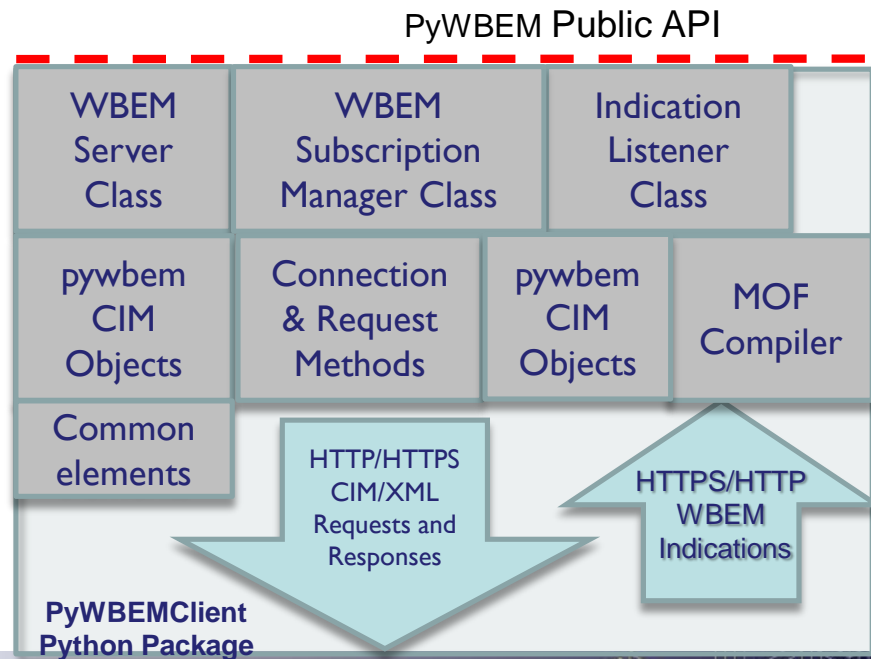 PyWBEM Public API
WBEM
Server
Class
WBEM
Subscription
Manager Class
Indication
Listener
Class
pywbem
CIM
Objects
Connection
& Request
Methods
pywbem
CIM
Objects
MOF
Compiler
Common
elements
HTTP/HTTPS
CIM/XML
Requests and
Responses
HTTPS/HTTP
WBEM
Indications
PyWBEMClient
Python Package